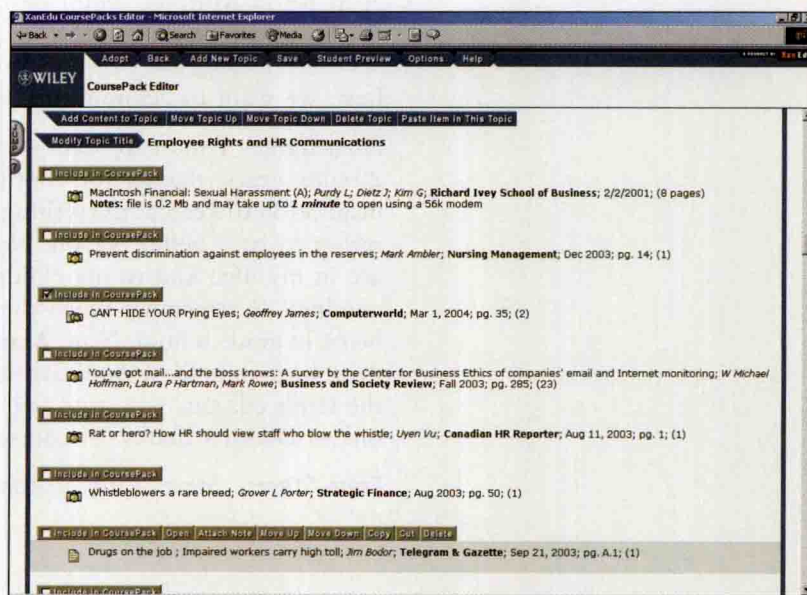 XanEdu CoursePacks Editor - Microsoft Internet Explorer
Back Search Favorites Media
Adopt Back Add New Topic Save Student Preview Options Help
WILEY
CoursePack Editor
Add Content to Topic Move Topic Up Move Topic Down Delete Topic Paste Item in This Topic
Modify Topic Title Employee Rights and HR Communications
Include in CoursePack
MacIntosh Financial: Sexual Harassment (A); Purdy L; Dietz J; Kim G; Richard Ivey School of Business; 2/2/2001; (8 pages)
Notes: file is 0.2 Mb and may take up to 1 minute to open using a 56k modem
Include in CoursePack
Prevent discrimination against employees in the reserves; Mark Ambler; Nursing Management; Dec 2003; pg. 14; (1)
Include in CoursePack
CAN'T HIDE YOUR Prying Eyes; Geoffrey James; Computerworld; Mar 1, 2004; pg. 35; (2)
Include in CoursePack
You've got mail...and the boss knows: A survey by the Center for Business Ethics of companies' email and Internet monitoring; W Michael
Hoffman, Laura P Hartman, Mark Rowe; Business and Society Review; Fall 2003; pg. 285; (23)
Include in CoursePack
Rat or hero? How HR should view staff who blow the whistle; Uyen Vu; Canadian HR Reporter; Aug 11, 2003; pg. 1; (1)
Include in CoursePack
Whistleblowers a rare breed; Grover L Porter; Strategic Finance; Aug 2003; pg. 50; (1)
Include in CoursePack Open Attach Note Move Up Move Down Copy Cut Delete
Drugs on the job ; Impaired workers carry high toll; Jim Bodor; Telegram & Gazette; Sep 21, 2003; pg. A.1; (1)
Include in CoursePack